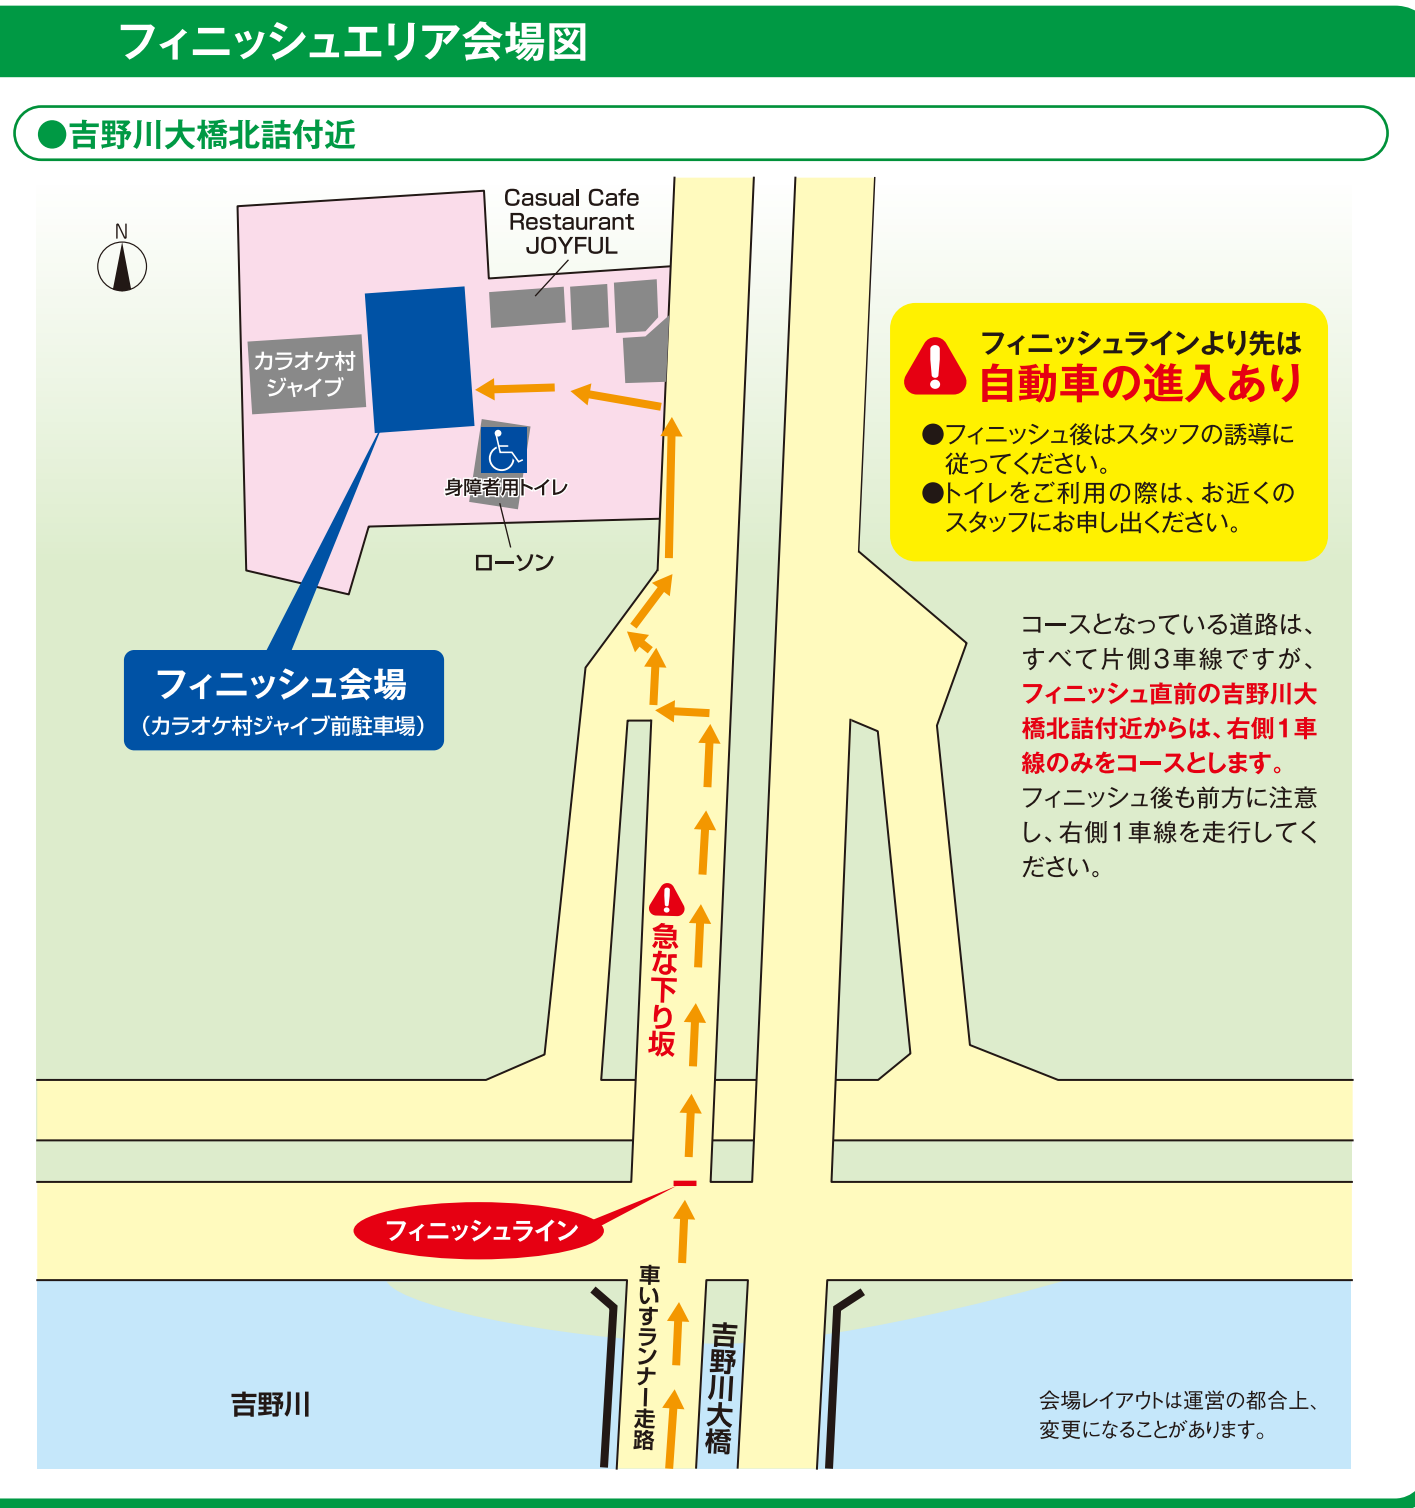 フィニッシュエリア会場図
●吉野川大橋北詰付近
N
Casual Cafe
Restaurant
JOYFUL
カラオケ村
ジャイブ
身障者用トイレ
ローソン
フィニッシュ会場
（カラオケ村ジャイブ前駐車場）
フィニッシュラインより先は
自動車の進入あり
●フィニッシュ後はスタッフの誘導に
従ってください。
●トイレをご利用の際は、お近くの
スタッフにお申し出ください。
コースとなっている道路は、
すべて片側3車線ですが、
フィニッシュ直前の吉野川大
橋北詰付近からは、右側1車
線のみをコースとします。
フィニッシュ後も前方に注意
し、右側1車線を走行してく
ださい。
急な下り坂
フィニッシュライン
車いすランナー走路
吉野川大橋
吉野川
会場レイアウトは運営の都合上、
変更になることがあります。